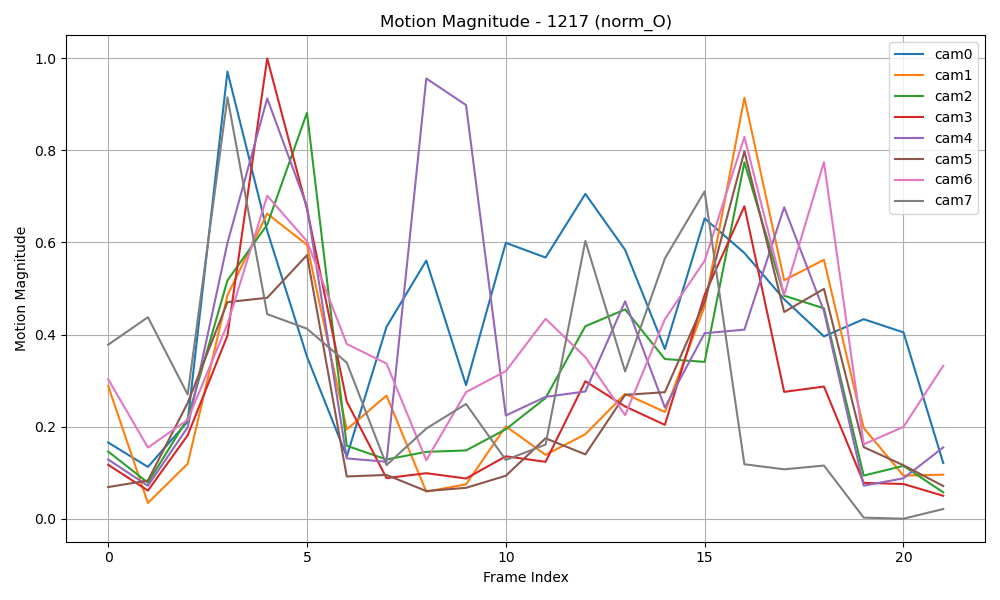 Motion Magnitude - 1217 (norm_O)
Motion Magnitude
1.0
0.8
0.6
0.4
0.2
0.0
0
5
10
15
20
Frame Index
cam0
cam1
cam2
cam3
cam4
cam5
cam6
cam7